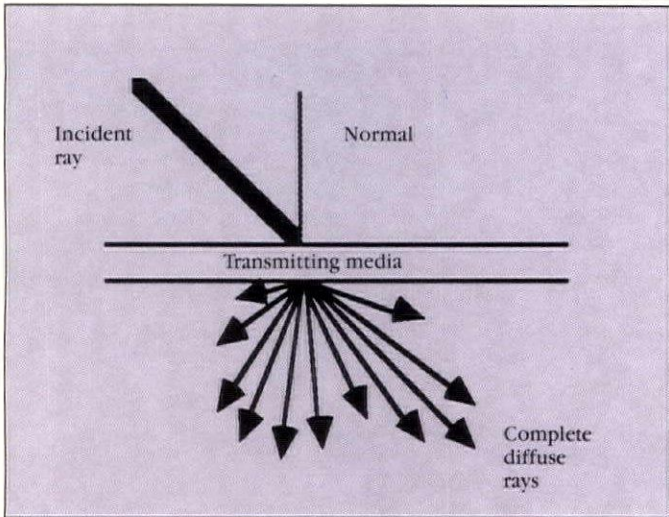 Incident
ray
Normal
Transmitting media
Complete
diffuse
rays